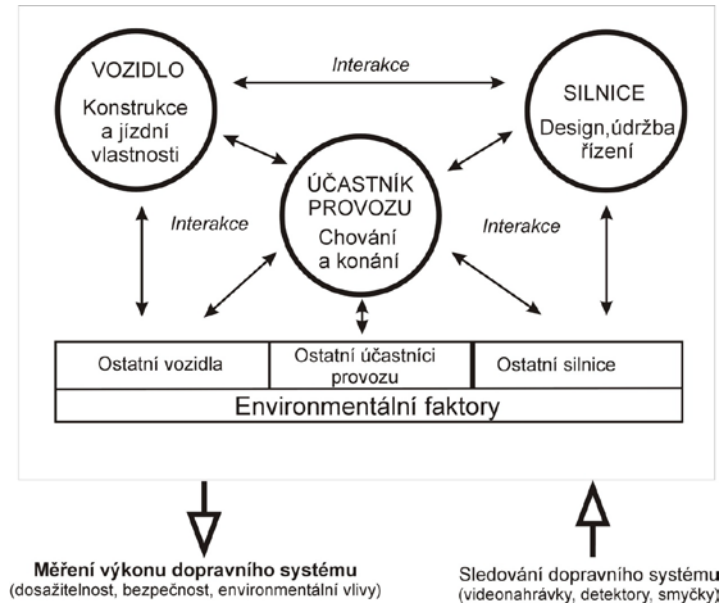 VOZIDLO
Konstrukce
a jízdní
vlastnosti
Interakce
SILNICE
Design,údržba
řízení
ÚČASTNÍK
PROVOZU
Chování
a konání
Interakce
Interakce
Ostatní vozidla
Ostatní účastníci
provozu
Ostatní silnice
Environmentální faktory
Měření výkonu dopravního systému
(dosažitelnost, bezpečnost, environmentální vlivy)
Sledování dopravního systému
(videonahrávky, detektory, smyčky)